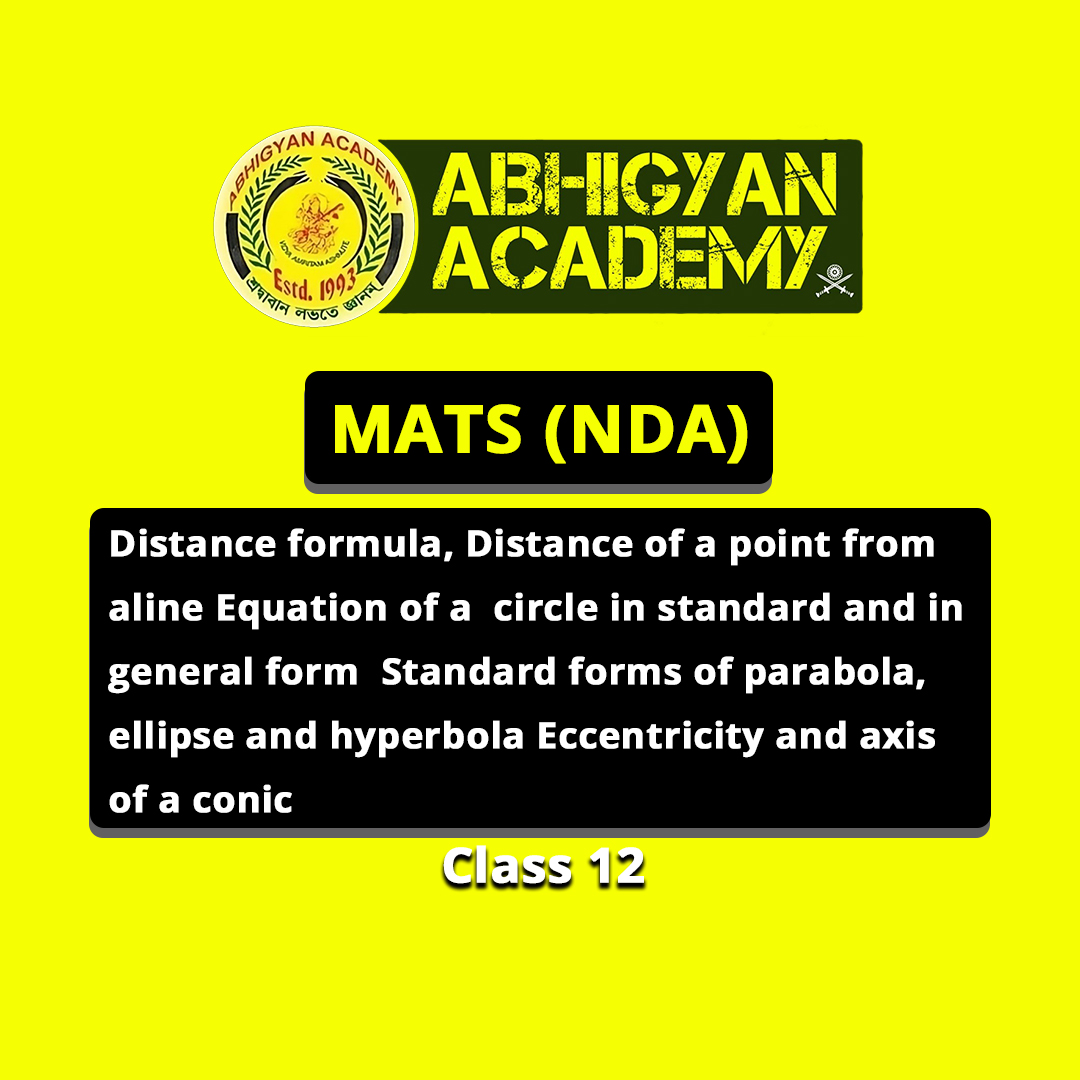 ABHIGYAN ACADEMY
VIDYA AMRITAM ASHNUTE
Estd. 1993
শ্রদ্ধাবান লভতে জ্ঞানম্
ABHIGYAN
ACADEMY
MATS (NDA)
Distance formula, Distance of a point from
aline Equation of a circle in standard and in
general form Standard forms of parabola,
ellipse and hyperbola Eccentricity and axis
of a conic
Class 12